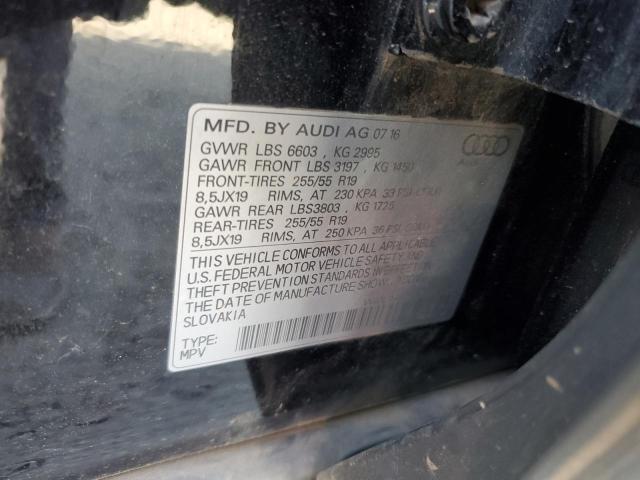 MFD. BY AUDI AG 07 16
GVWR LBS 6603 , KG 2995
GAWR FRONT LBS 3197 , KG 1450
FRONT-TIRES 255/55 R19
8,5JX19 RIMS, AT 230 KPA 33 PSI
GAWR REAR LBS3803 , KG 1725
REAR-TIRES 255/55 R19
8,5JX19 RIMS, AT 250 KPA 36 PSI
THIS VEHICLE CONFORMS TO ALL APPLICABLE
U.S. FEDERAL MOTOR VEHICLE SAFETY AND
THEFT PREVENTION STANDARDS IN EFFECT ON
THE DATE OF MANUFACTURE SHOWN
SLOVAKIA
TYPE:
MPV